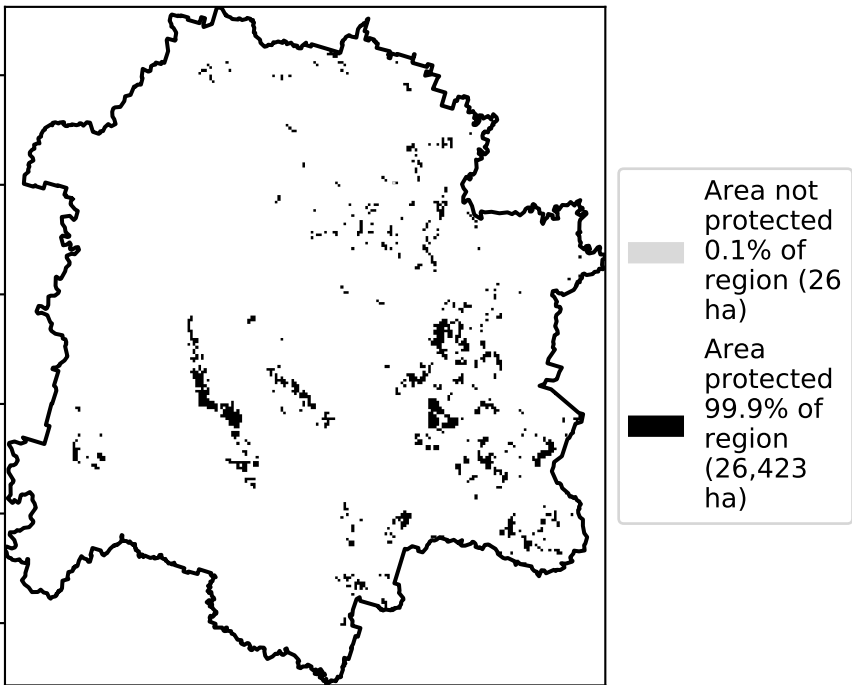 Area not
protected
0.1% of
region (26
ha)
Area
protected
99.9% of
region
(26,423
ha)